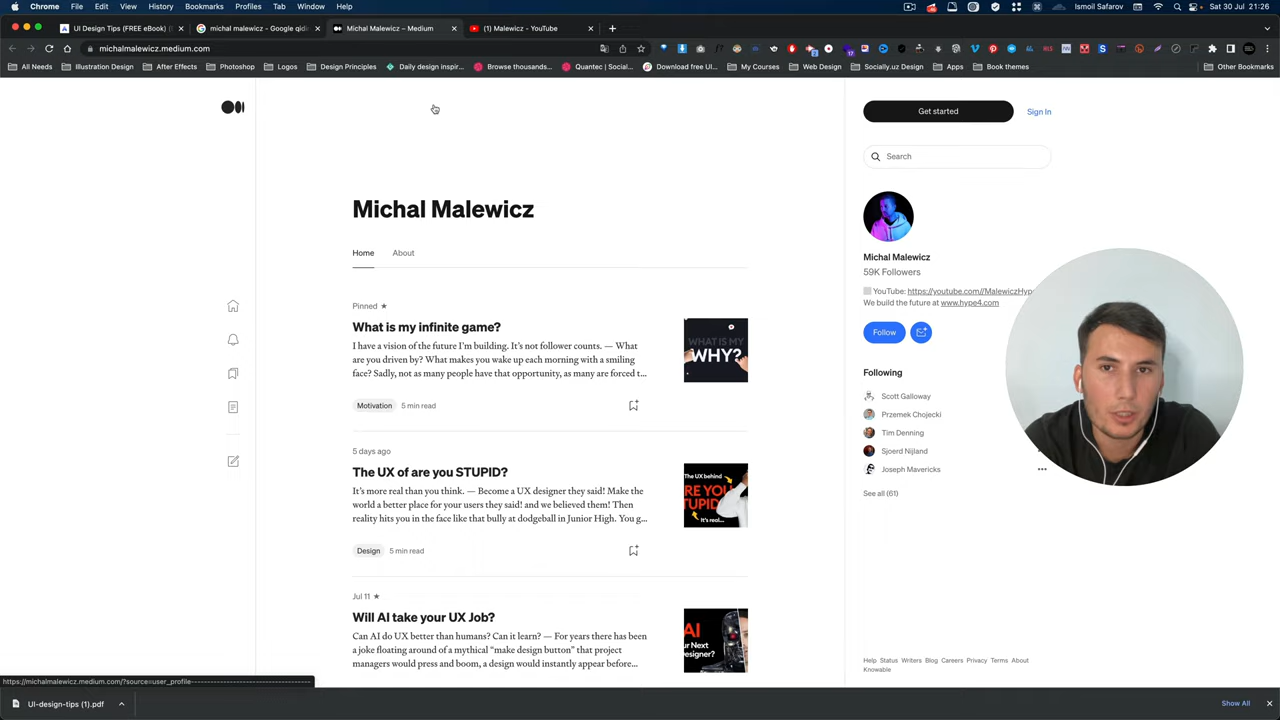 Chrome File Edit View History Bookmarks Profiles Tab Window Help
Ismoil Safarov
Sat 30 Jul 21:26
UI Design Tips (FREE eBook) (
michal malewicz - Google qid
Michal Malewicz – Medium
(1) Malewicz - YouTube
michalmalewicz.medium.com
All Needs
Illustration Design
After Effects
Photoshop
Logos
Design Principles
Daily design inspir...
Browse thousands...
Quantec | Social...
Download free UI...
My Courses
Web Design
Socially.uz Design
Apps
Book themes
Other Bookmarks
Get started
Sign In
Search
Michal Malewicz
Home
About
Pinned
What is my infinite game?
I have a vision of the future I'm building. It's not follower counts. — What
are you driven by? What makes you wake up each morning with a smiling
face? Sadly, not as many people have that opportunity, as many are forced t...
WHAT IS MY
WHY?
Motivation
5 min read
5 days ago
The UX of are you STUPID?
It's more real than you think. — Become a UX designer they said! Make the
world a better place for your users they said! and we believed them! Then
reality hits you in the face like that bully at dodgeball in Junior High. You g...
The UX behind
ARE YOU
STUPID
It's real...
Design
5 min read
Jul 11
Will AI take your UX Job?
Can AI do UX better than humans? Can it learn? — For years there has been
a joke floating around of a mythical “make design button” that project
managers would press and boom, a design would instantly appear before...
AI
Michal Malewicz
59K Followers
YouTube: https://youtube.com//MalewiczHyp
We build the future at www.hype4.com
Follow
Following
Scott Galloway
Przemek Chojecki
Tim Denning
Sjoerd Nijland
Joseph Mavericks
See all (61)
Help Status Writers Blog Careers Privacy Terms About
Knowable
https://michalmalewicz.medium.com/?source=user_profile-------------------------------------
UI-design-tips (1).pdf
Show All